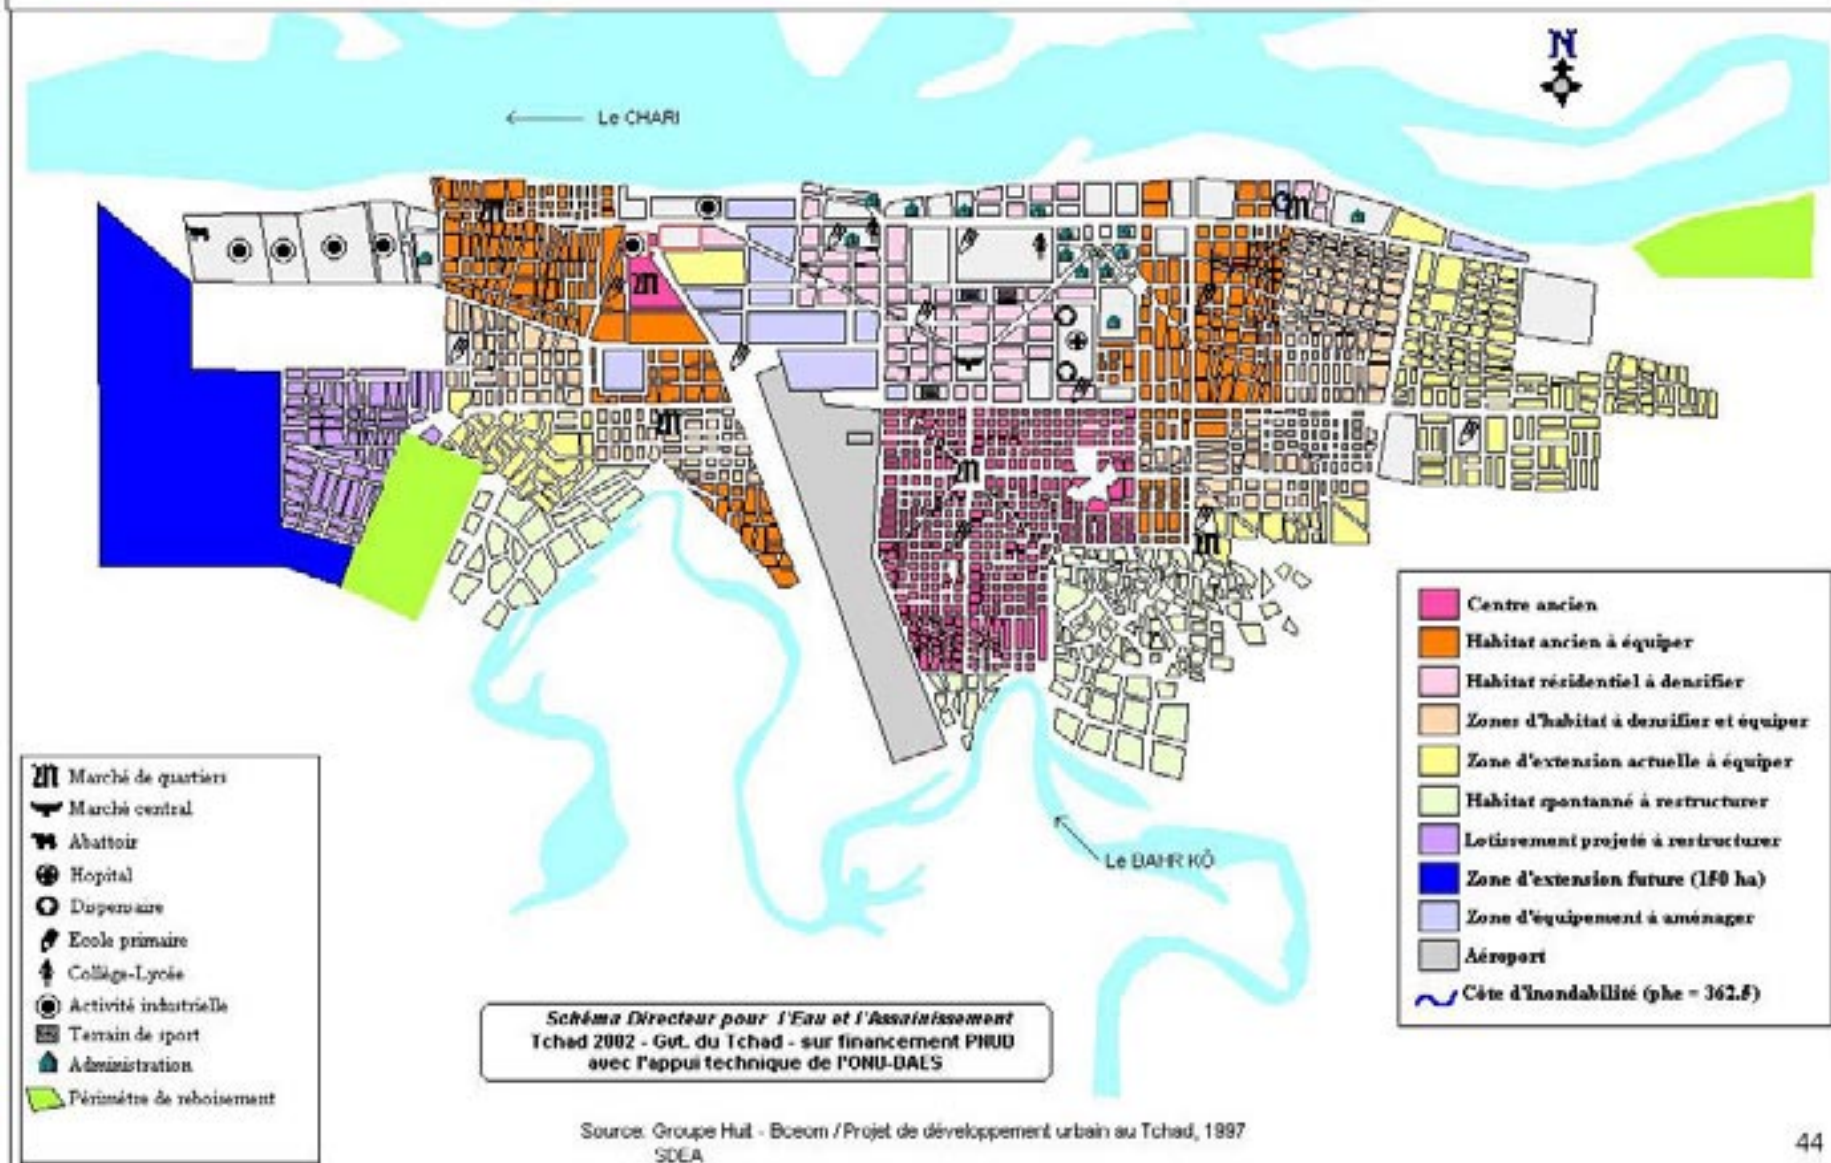 N
Le CHARI
Centre ancien
Habitat ancien à équiper
Habitat résidentiel à densifier
Zones d'habitat à densifier et équiper
Zone d'extension actuelle à équiper
Habitat spontanné à restructurer
Lotissement projeté à restructurer
Zone d'extension future (150 ha)
Zone d'équipement à aménager
Aéroport
Côte d'inondabilité (phe = 362.5)
Marché de quartiers
Marché central
Abattoir
Hopital
Dispensaire
Ecole primaire
Collège-Lycée
Activité industrielle
Terrain de sport
Administration
Périmétre de reboisement
Le BAHR KÔ
Schéma Directeur pour l'Eau et l'Assainissement
Tchad 2002 - Gvt. du Tchad - sur financement PNUD
avec l'appui technique de l'ONU-DAES
Source: Groupe Huit - Bceom / Projet de développement urbain au Tchad, 1997
SDEA
44